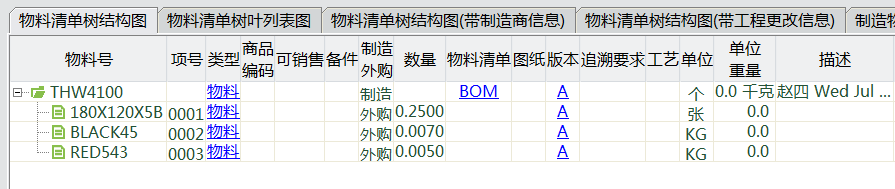 物料清单树结构图 物料清单树叶列表图 物料清单树结构图(带制造商信息) 物料清单树结构图(带工程更改信息)
物料号 项号 类型 商品编码 可销售 备件 制造外购 数量 物料清单 图纸 版本 追溯要求 工艺 单位 单位重量 描述
THW4100 物料 制造 BOM A 个 0.0 千克 赵四 Wed Jul ...
180X120X5B 0001 物料 外购 0.2500 A 张 0.0
BLACK45 0002 物料 外购 0.0070 A KG 0.0
RED543 0003 物料 外购 0.0050 A KG 0.0